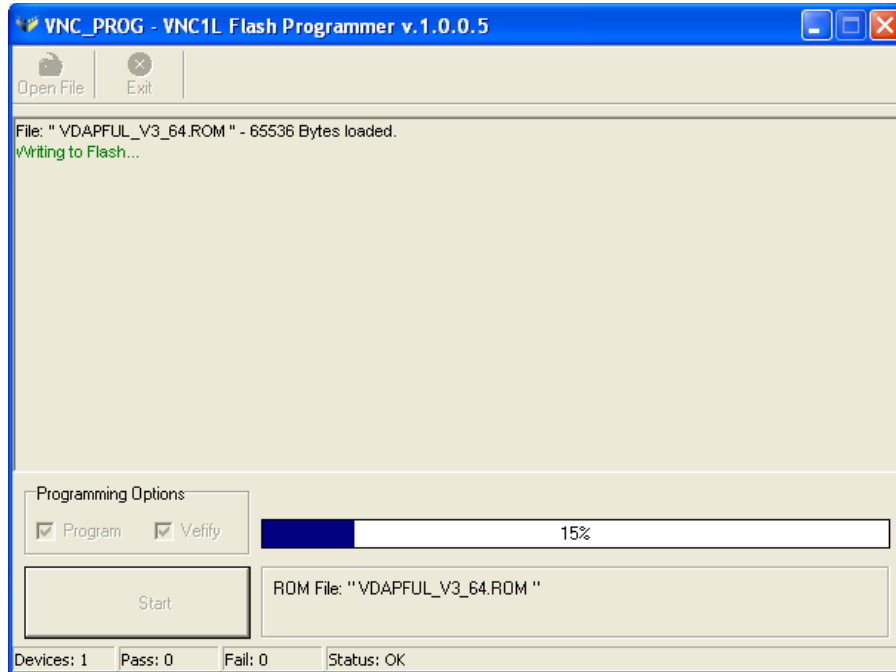 VNC_PROG - VNC1L Flash Programmer v.1.0.0.5
Open File Exit
File: " VDAPFUL_V3_64.ROM " - 65536 Bytes loaded.
Writing to Flash...
Programming Options
Program Vefify
15%
Start
ROM File: " VDAPFUL_V3_64.ROM "
Devices: 1 Pass: 0 Fail: 0 Status: OK